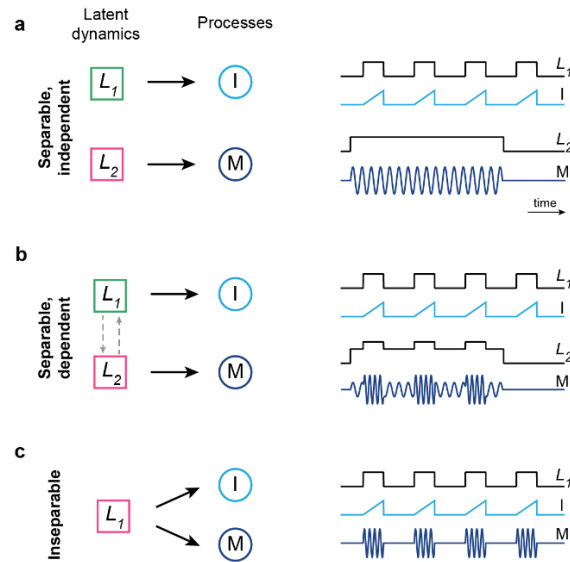 Latent
dynamics
Processes
a
Separable,
independent
L1
I
L2
M
L1
I
L2
M
time
b
Separable,
dependent
L1
I
L2
M
L1
I
L2
M
c
Inseparable
L1
I
M
L1
I
M